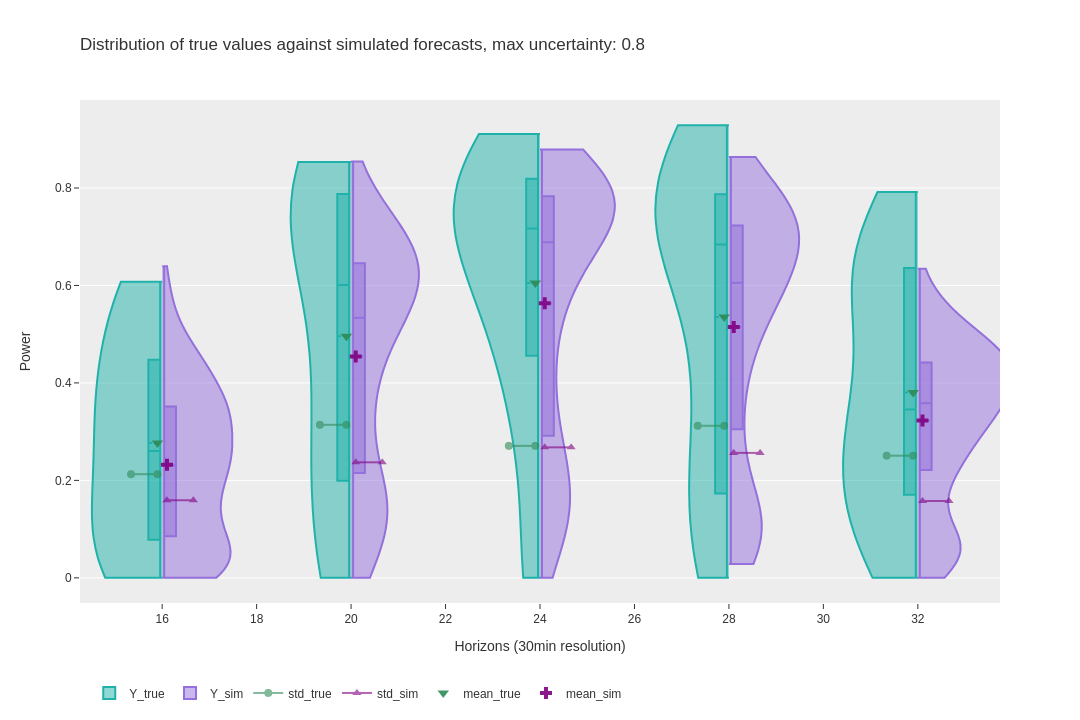 Distribution of true values against simulated forecasts, max uncertainty: 0.8
0.8
0.6
0.4
0.2
0
Power
16 18 20 22 24 26 28 30 32
Horizons (30min resolution)
Y_true Y_sim std_true std_sim mean_true mean_sim